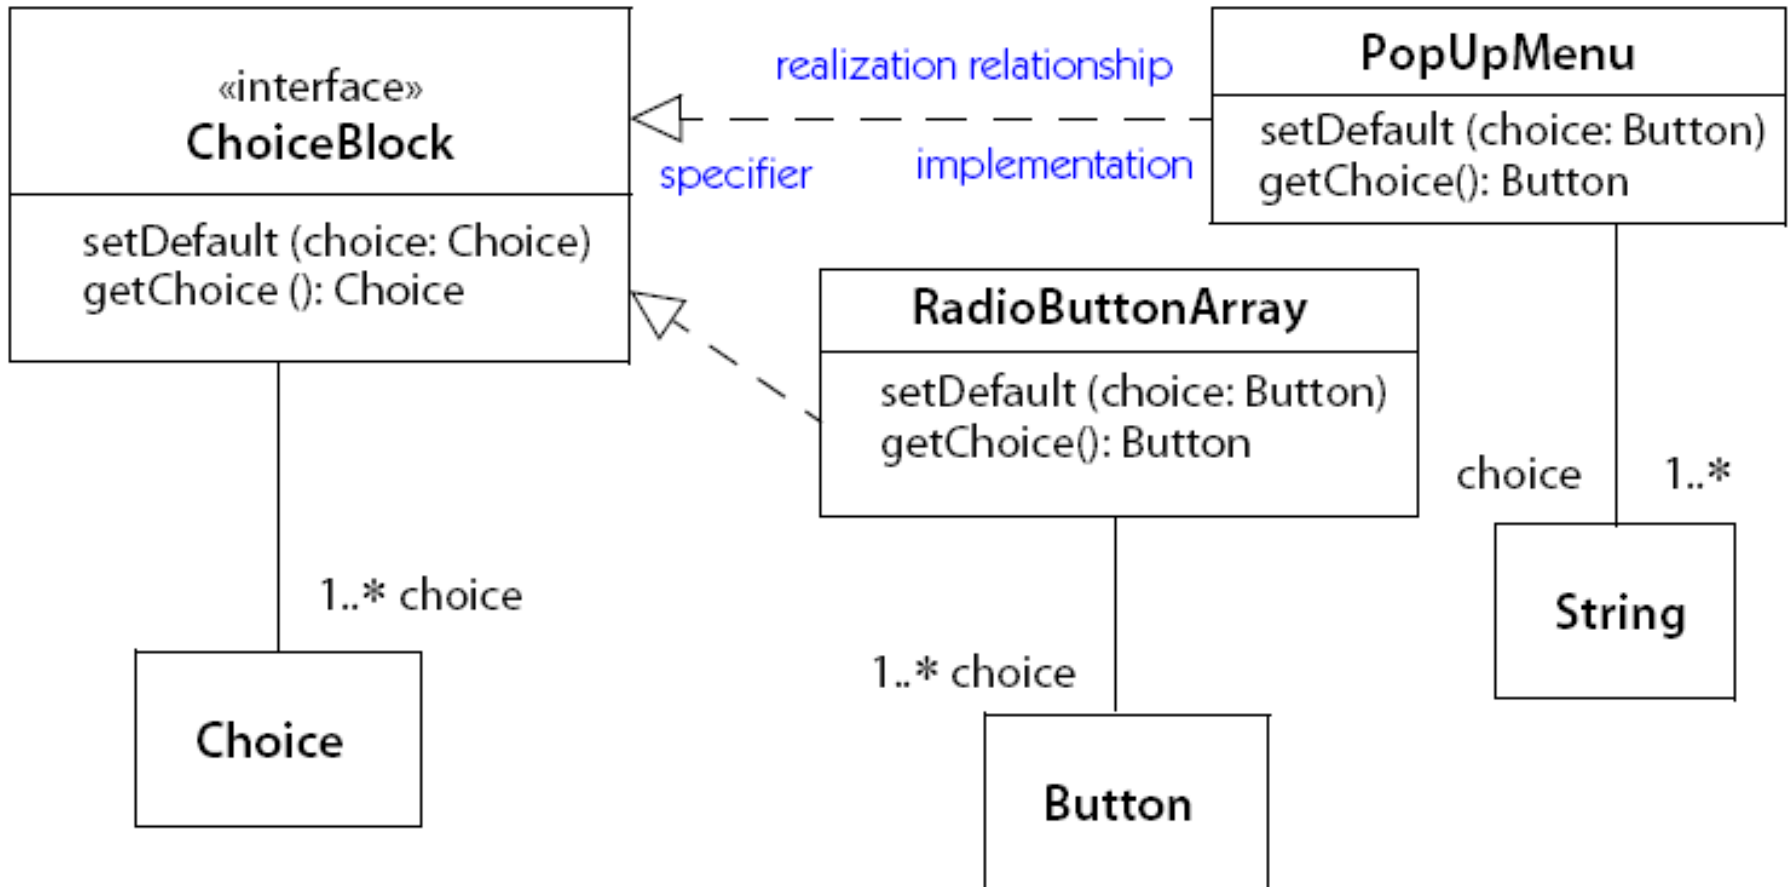 «interface»
ChoiceBlock
setDefault (choice: Choice)
getChoice (): Choice
realization relationship
specifier
implementation
PopUpMenu
setDefault (choice: Button)
getChoice(): Button
RadioButtonArray
setDefault (choice: Button)
getChoice(): Button
choice 1..*
String
1..* choice
Choice
1..* choice
Button